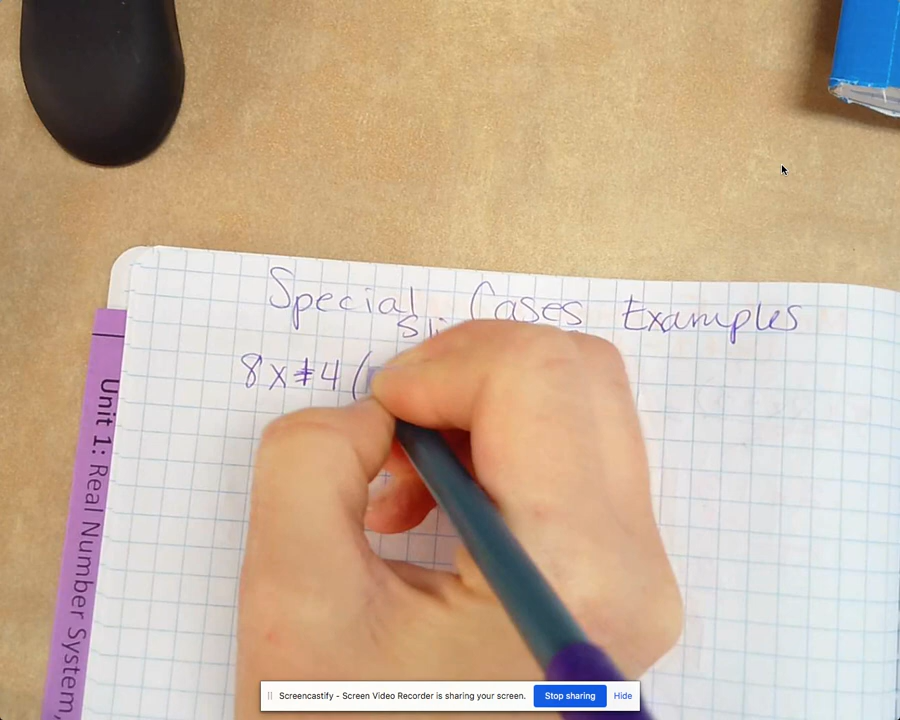 Special Cases Examples
Sli
8x=4(
Unit 1: Real Number System,
Screencastify - Screen Video Recorder is sharing your screen.
Stop sharing
Hide